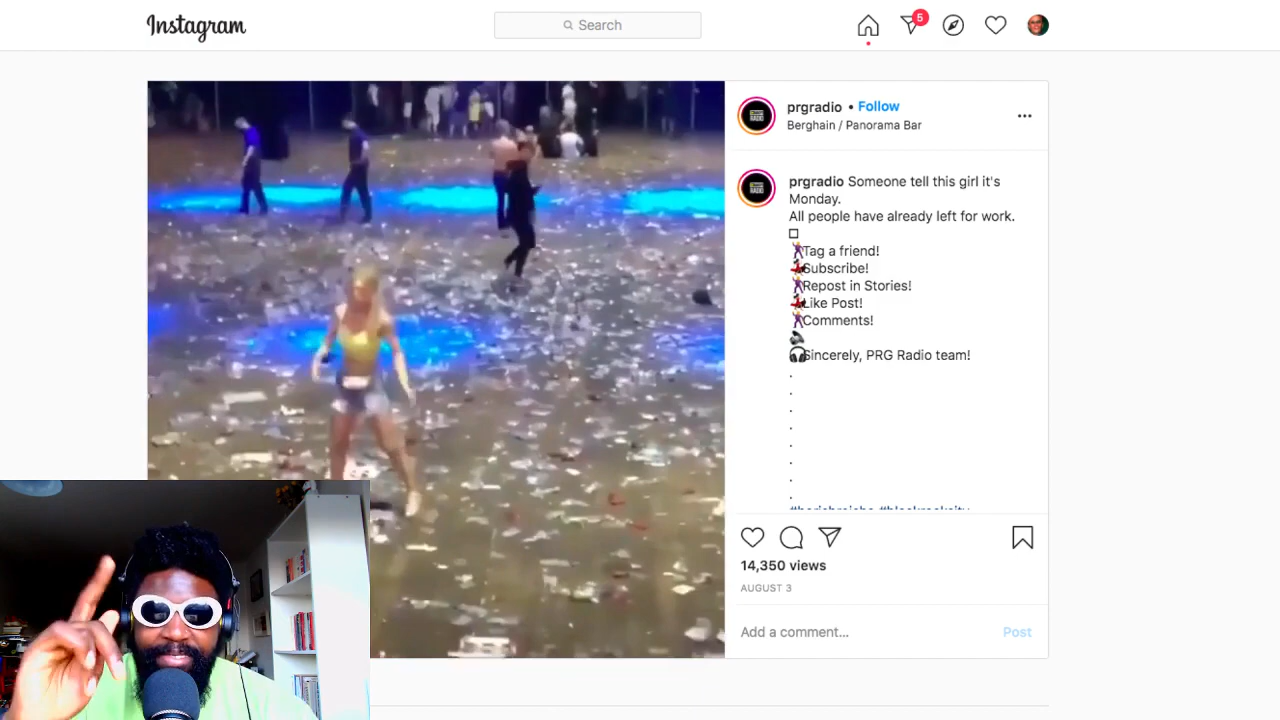 Instagram
Search
5
prgradio • Follow
Berghain / Panorama Bar
prgradio Someone tell this girl it's
Monday.
All people have already left for work.
Tag a friend!
Subscribe!
Repost in Stories!
Like Post!
Comments!
Sincerely, PRG Radio team!
.
.
.
.
.
.
.
.
14,350 views
AUGUST 3
Add a comment...
Post